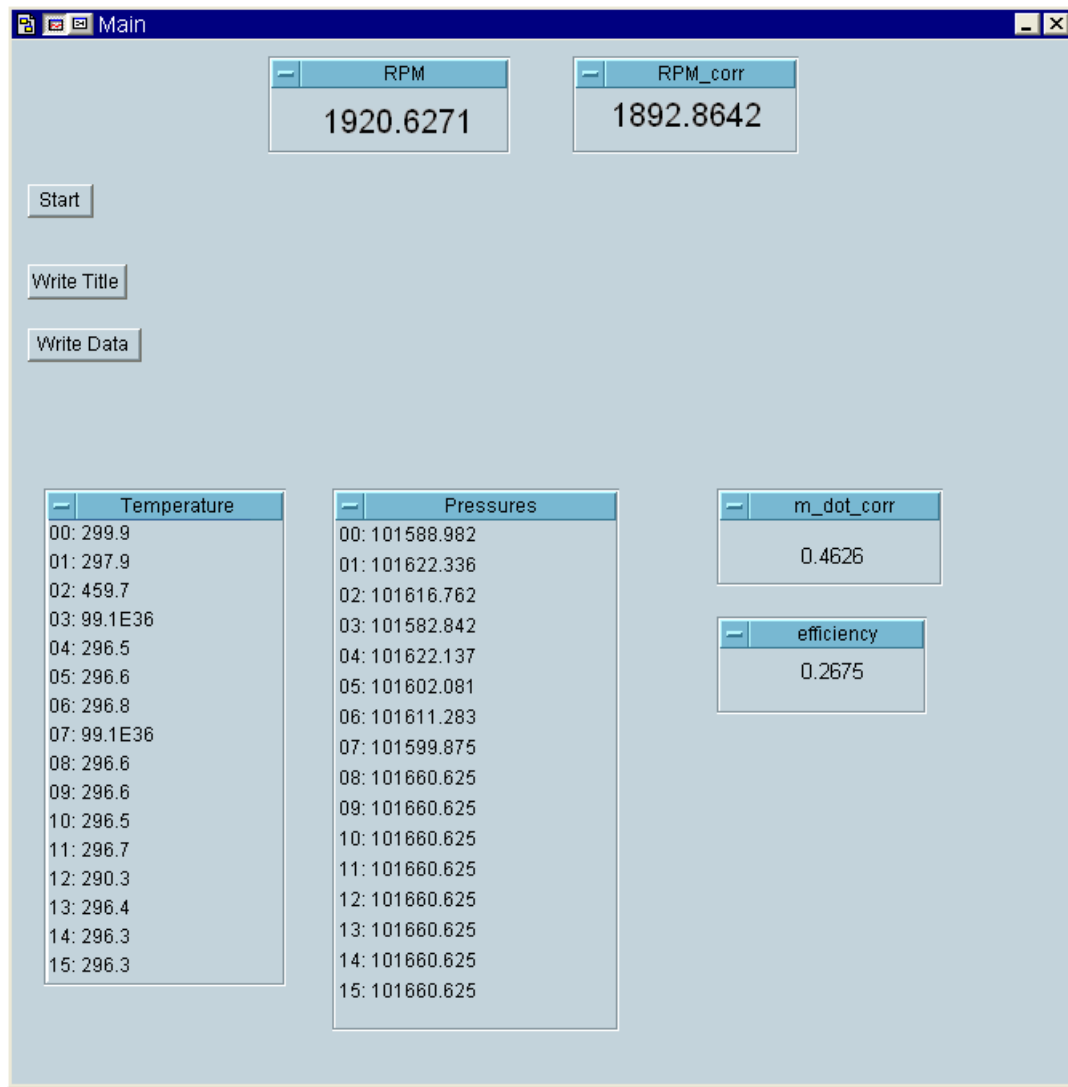 Main
RPM
1920.6271
RPM_corr
1892.8642
Start
Write Title
Write Data
Temperature
00: 299.9
01: 297.9
02: 459.7
03: 99.1E36
04: 296.5
05: 296.6
06: 296.8
07: 99.1E36
08: 296.6
09: 296.6
10: 296.5
11: 296.7
12: 290.3
13: 296.4
14: 296.3
15: 296.3
Pressures
00: 101588.982
01: 101622.336
02: 101616.762
03: 101582.842
04: 101622.137
05: 101602.081
06: 101611.283
07: 101599.875
08: 101660.625
09: 101660.625
10: 101660.625
11: 101660.625
12: 101660.625
13: 101660.625
14: 101660.625
15: 101660.625
m_dot_corr
0.4626
efficiency
0.2675